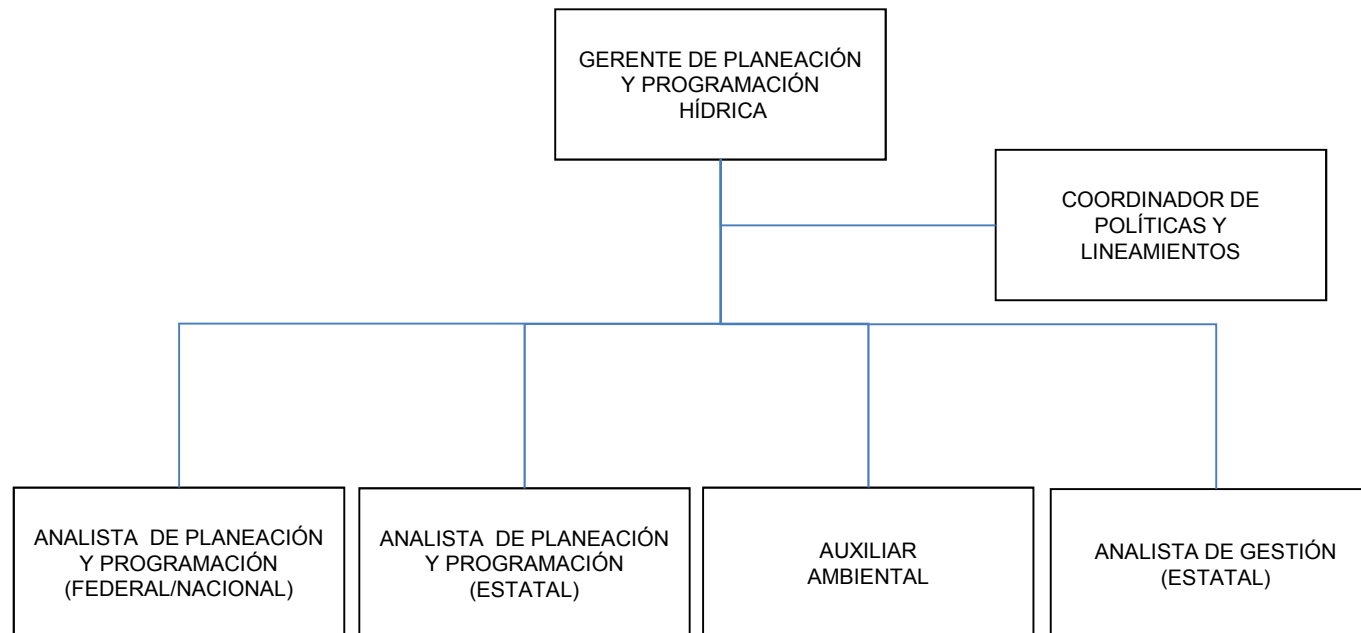 GERENTE DE PLANEACIÓN
Y PROGRAMACIÓN
HÍDRICA
COORDINADOR DE
POLÍTICAS Y
LINEAMIENTOS
ANALISTA DE PLANEACIÓN
Y PROGRAMACIÓN
(FEDERAL/NACIONAL)
ANALISTA DE PLANEACIÓN
Y PROGRAMACIÓN
(ESTATAL)
AUXILIAR
AMBIENTAL
ANALISTA DE GESTIÓN
(ESTATAL)